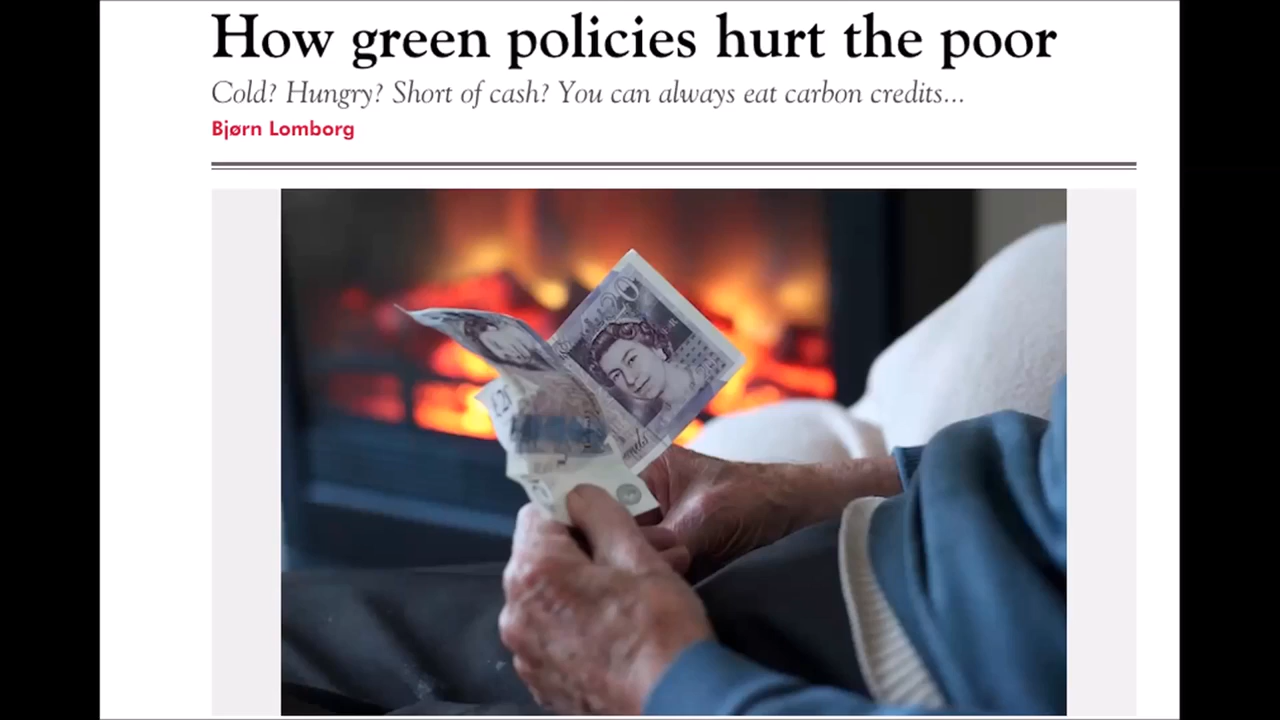 How green policies hurt the poor
Cold? Hungry? Short of cash? You can always eat carbon credits...
Bjørn Lomborg
20